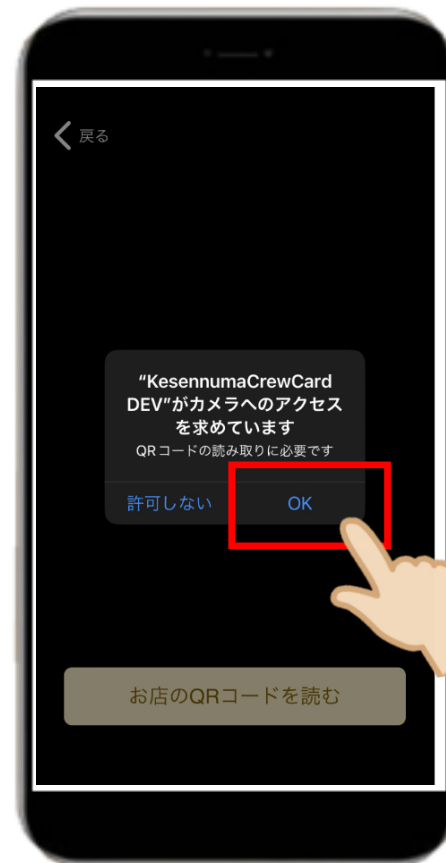 戻る
“KesennumaCrewCard
DEV”がカメラへのアクセス
を求めています
QRコードの読み取りに必要です
許可しない OK
お店のQRコードを読む